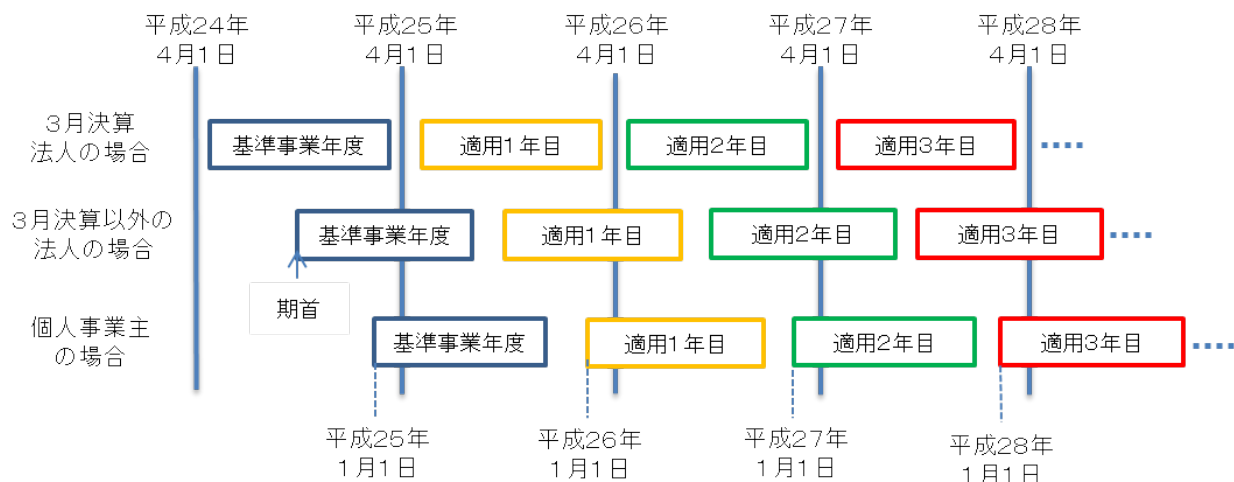 平成24年
4月1日
平成25年
4月1日
平成26年
4月1日
平成27年
4月1日
平成28年
4月1日
３月決算
法人の場合
基準事業年度
適用１年目
適用2年目
適用3年目
････
３月決算以外の
法人の場合
基準事業年度
適用１年目
適用2年目
適用3年目
････
期首
個人事業主
の場合
基準事業年度
適用１年目
適用2年目
適用3年目
････
平成25年
1月1日
平成26年
1月1日
平成27年
1月1日
平成28年
1月1日